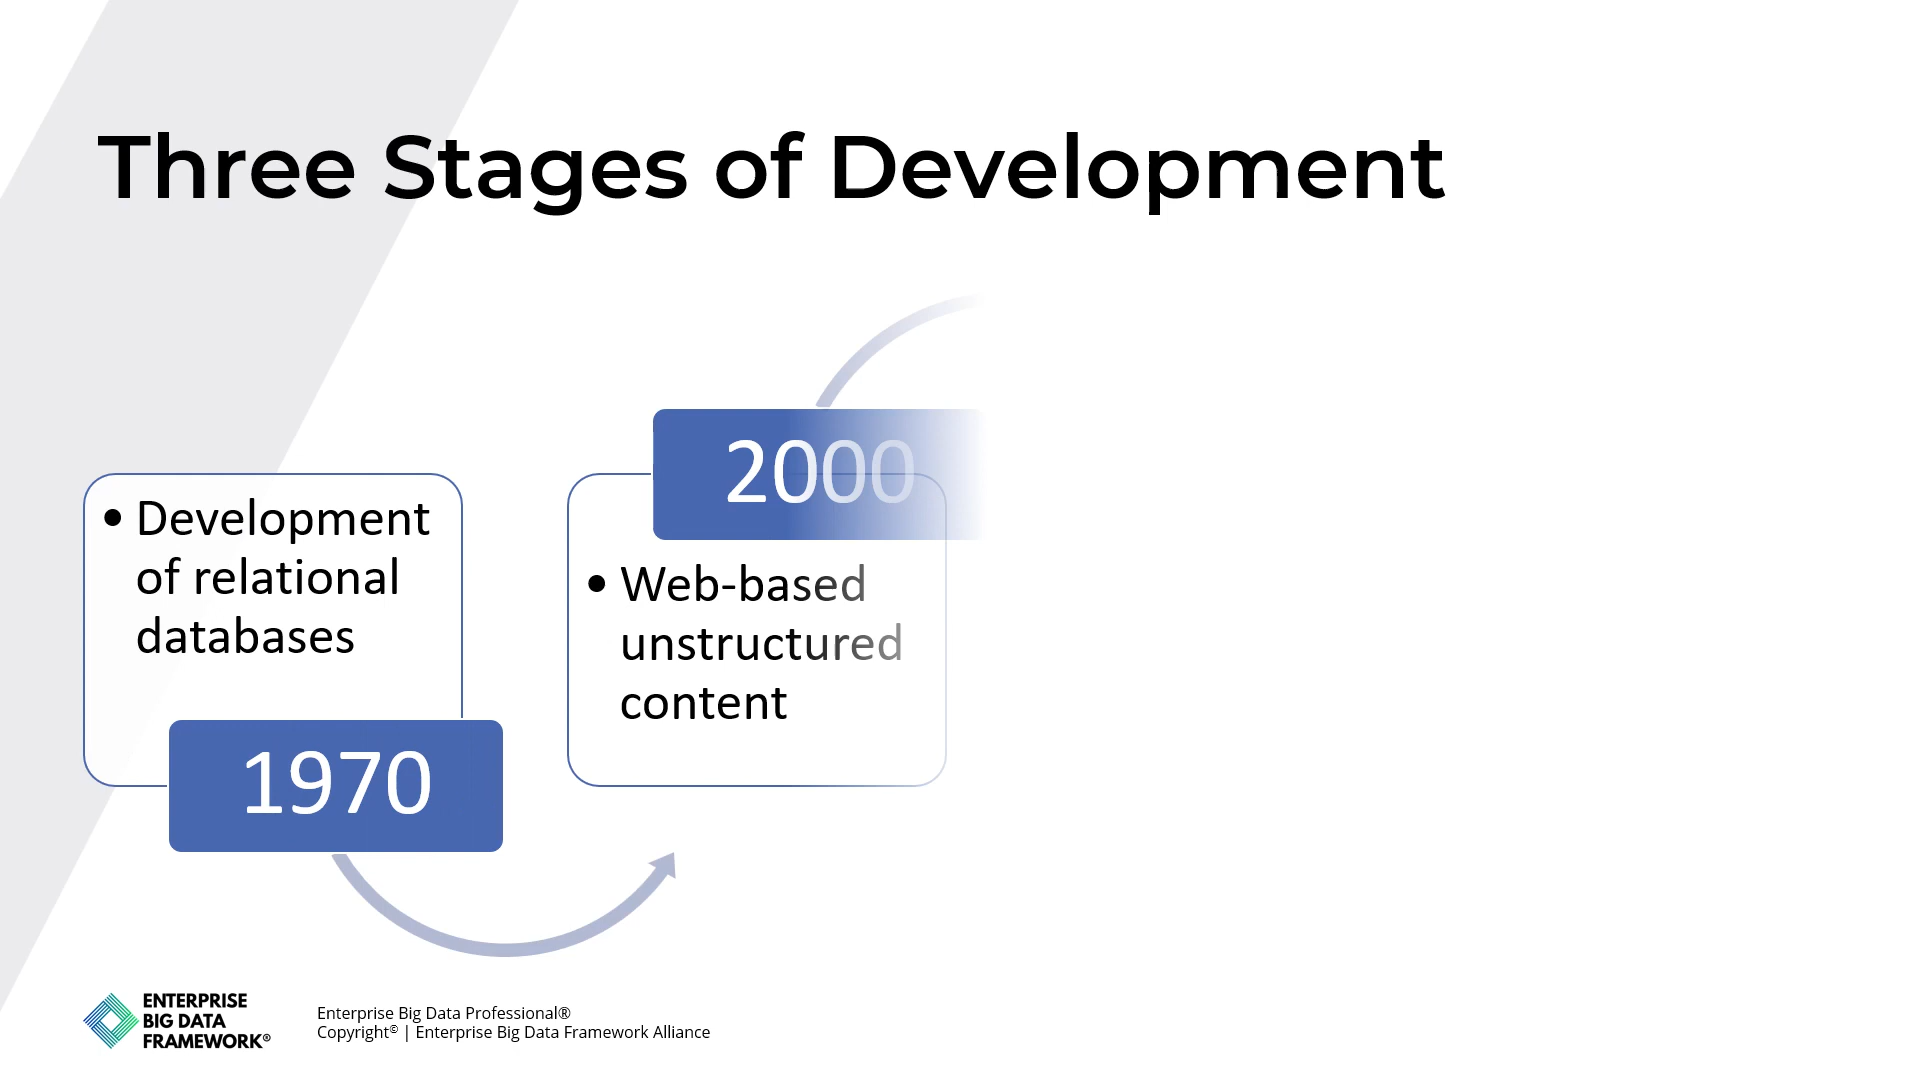 Three Stages of Development
• Development
of relational
databases
1970
2000
• Web-based
unstructured
content
ENTERPRISE
BIG DATA
FRAMEWORK®
Enterprise Big Data Professional®
Copyright© | Enterprise Big Data Framework Alliance